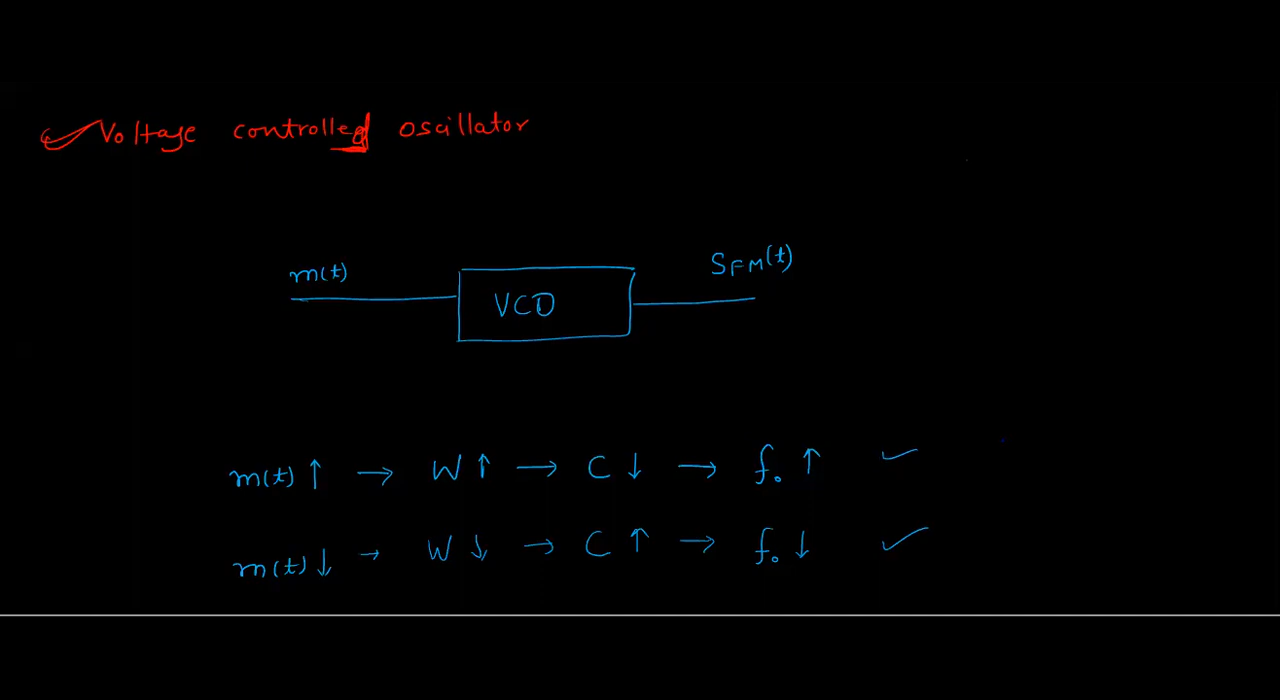 Voltage controlled oscillator
m(t)
VCO
SFM(t)
m(t) ↑ → W ↑ → C ↓ → f₀ ↑ ✓
m(t) ↓ → W ↓ → C ↑ → f₀ ↓ ✓